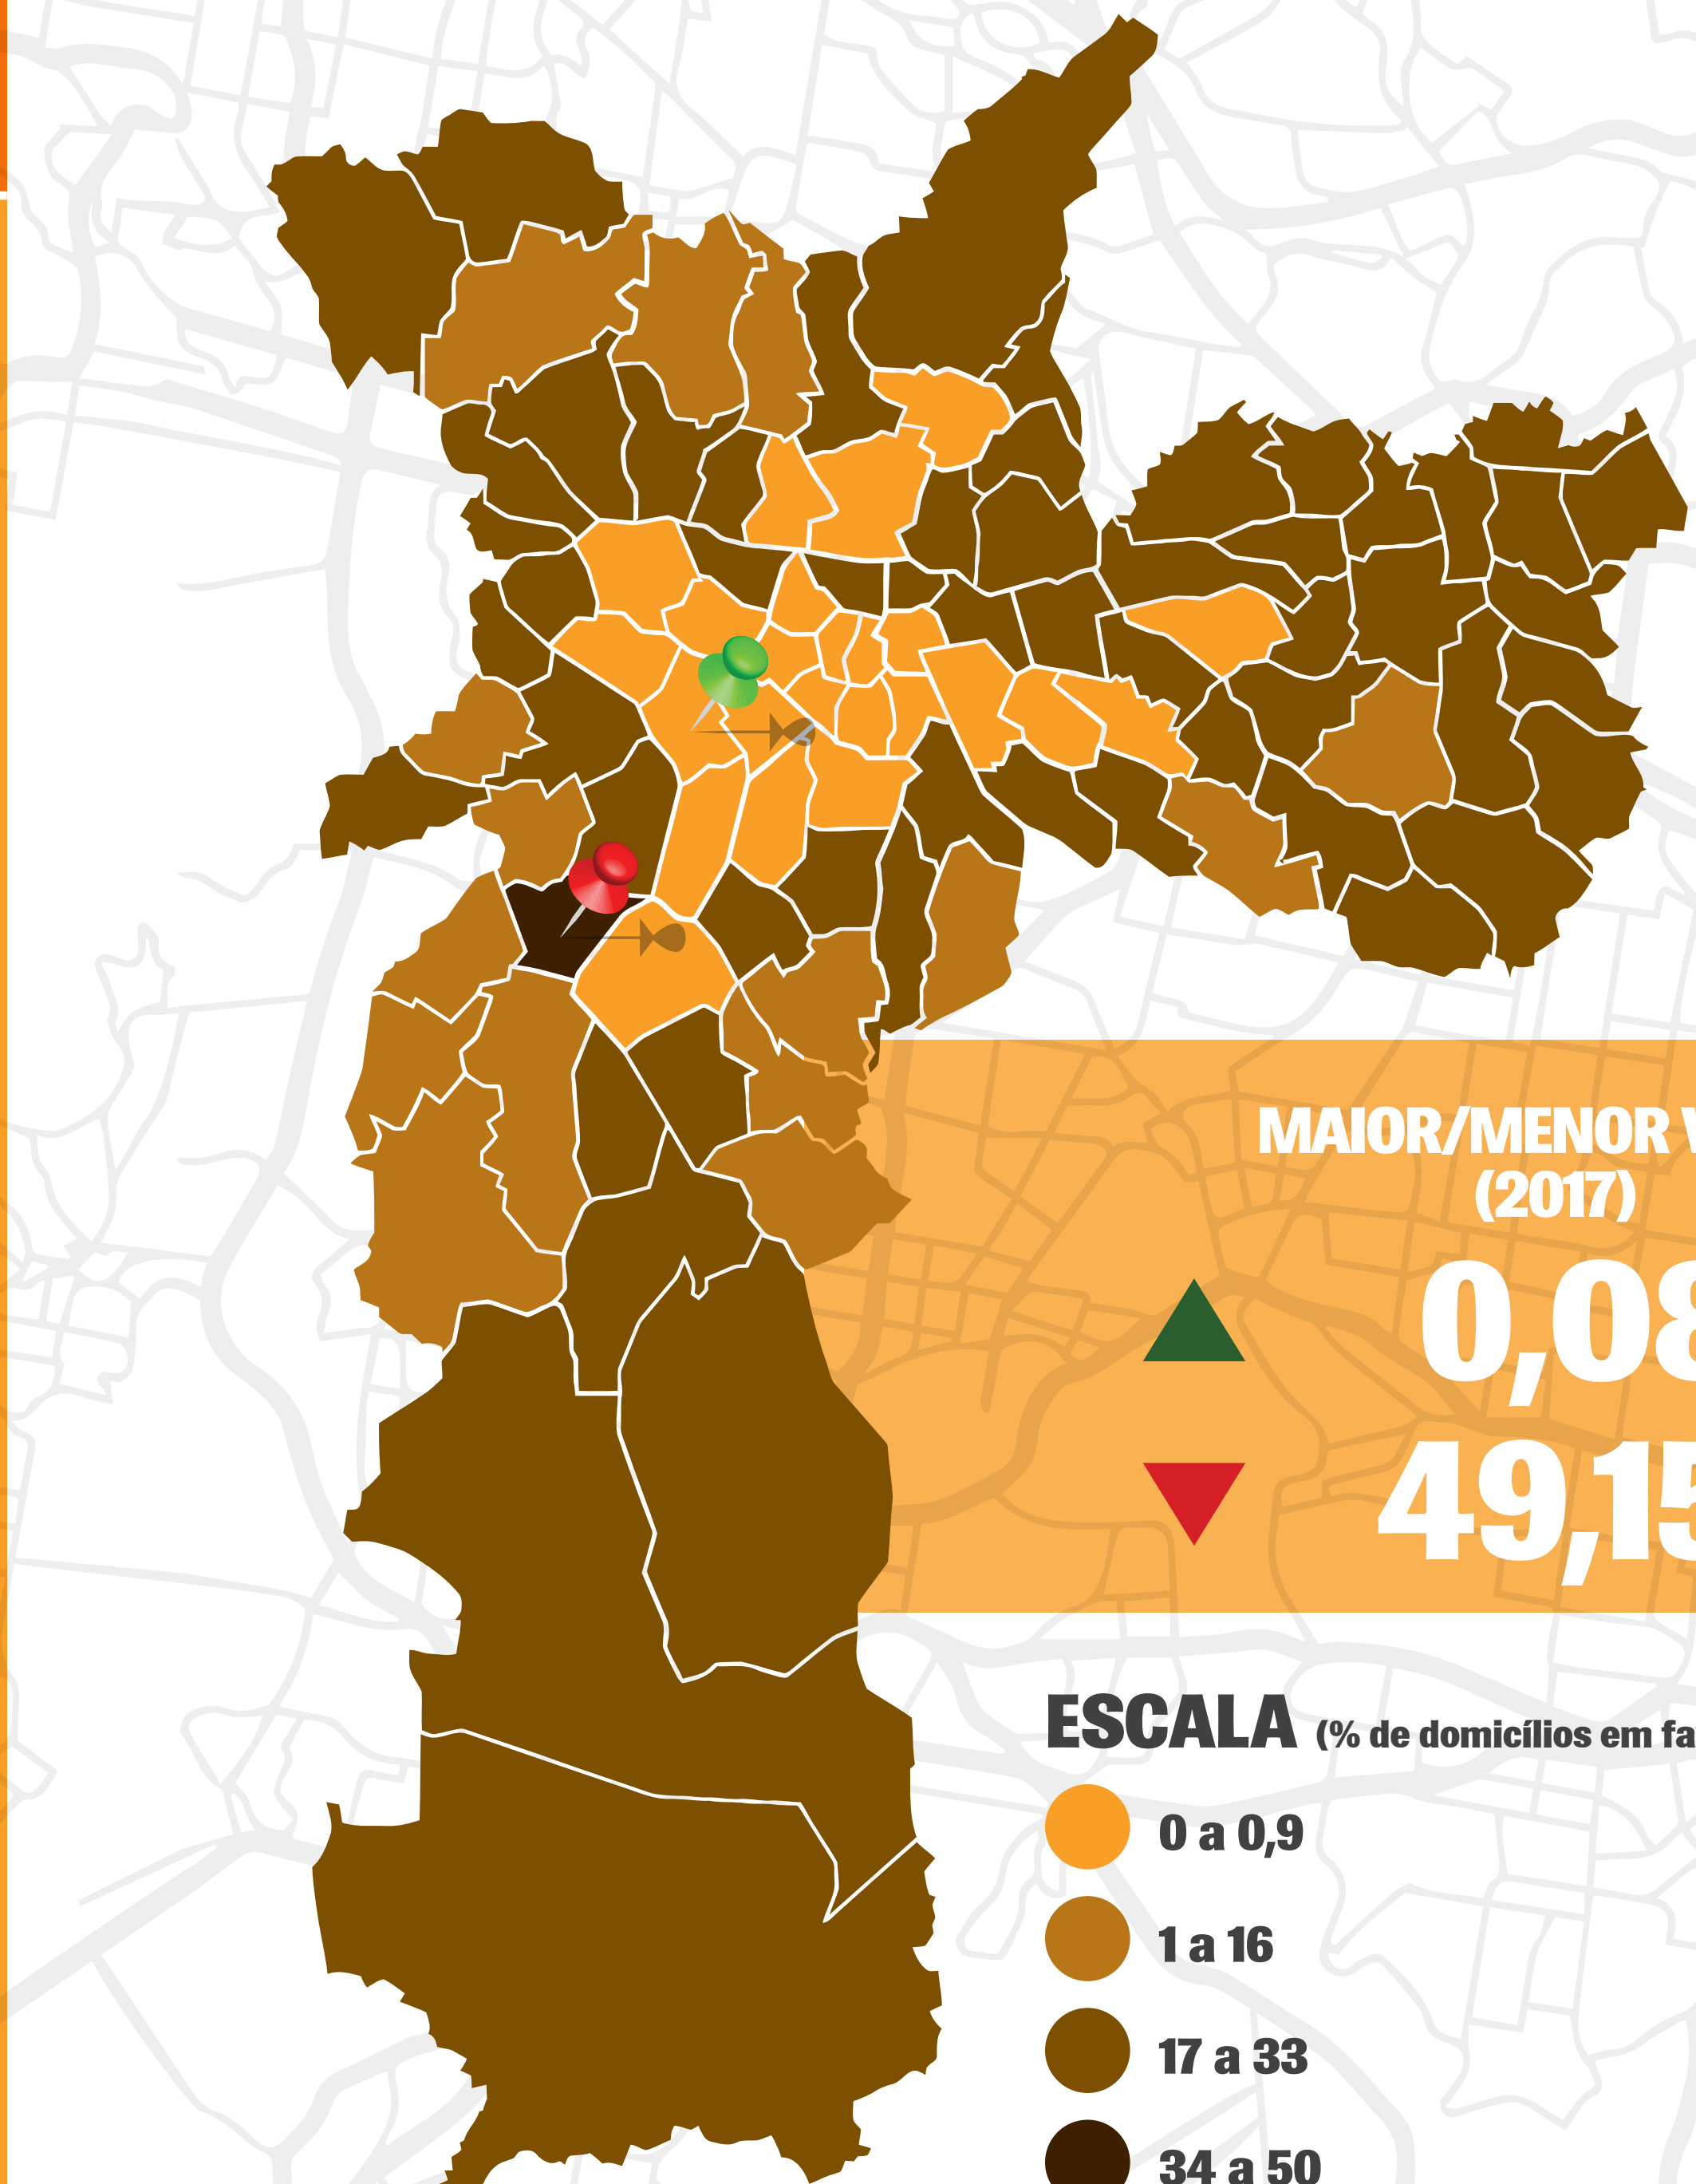 MAIOR/MENOR
(2017)
0,08
49,15
ESCALA (% de domicílios em
0 a 0,9
1 a 16
17 a 33
34 a 50